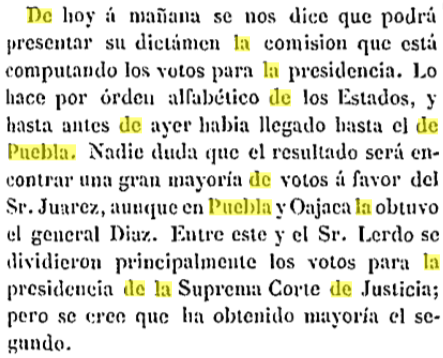 De hoy á mañana se nos dice que podrá
presentar su dictámen la comision que está
computando los votos para la presidencia. Lo
hace por órden alfabético de los Estados, y
hasta antes de ayer habia llegado hasta el de
Puebla. Nadie duda que el resultado será en-
contrar una gran mayoría de votos á favor del
Sr. Juarez, aunque en Puebla y Oajaca la obtuvo
el general Diaz. Entre este y el Sr. Lerdo se
dividieron principalmente los votos para la
presidencia de la Suprema Corte de Justicia;
pero se cree que ha obtenido mayoría el se-
gundo.